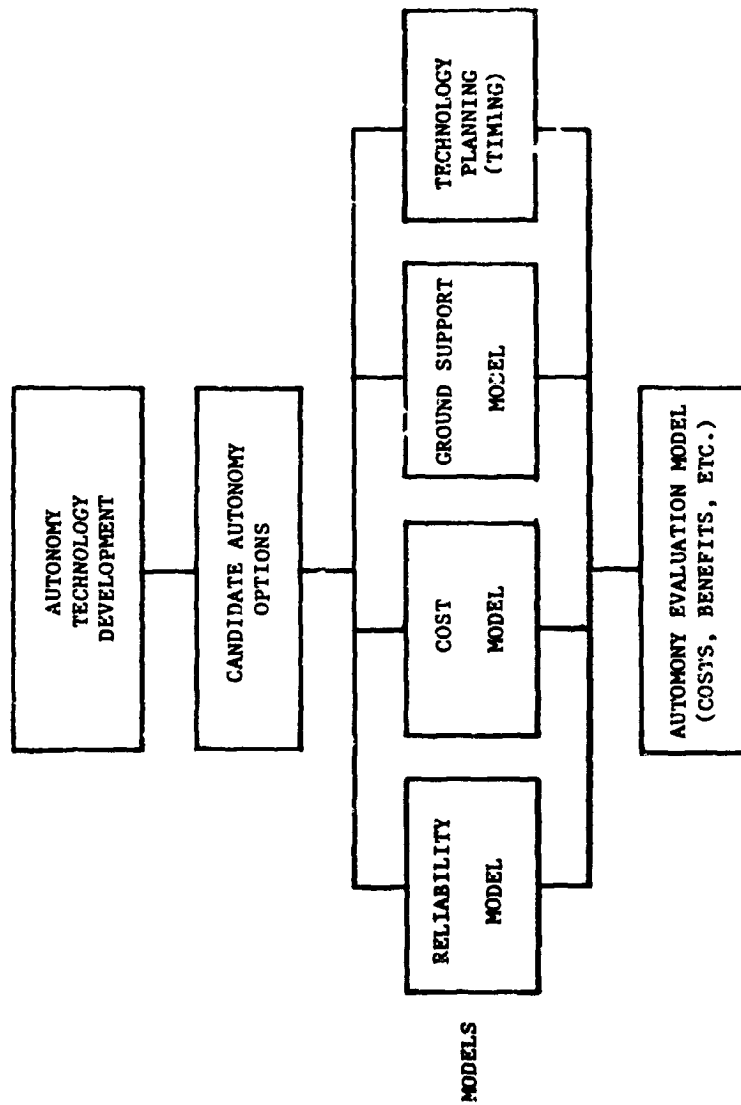 AUTONOMY
TECHNOLOGY
DEVELOPMENT
CANDIDATE AUTONOMY
OPTIONS
MODELS
RELIABILITY
MODEL
COST
MODEL
GROUND SUPPORT
MODEL
TECHNOLOGY
PLANNING
(TIMING)
AUTOMONY EVALUATION MODEL
(COSTS, BENEFITS, ETC.)